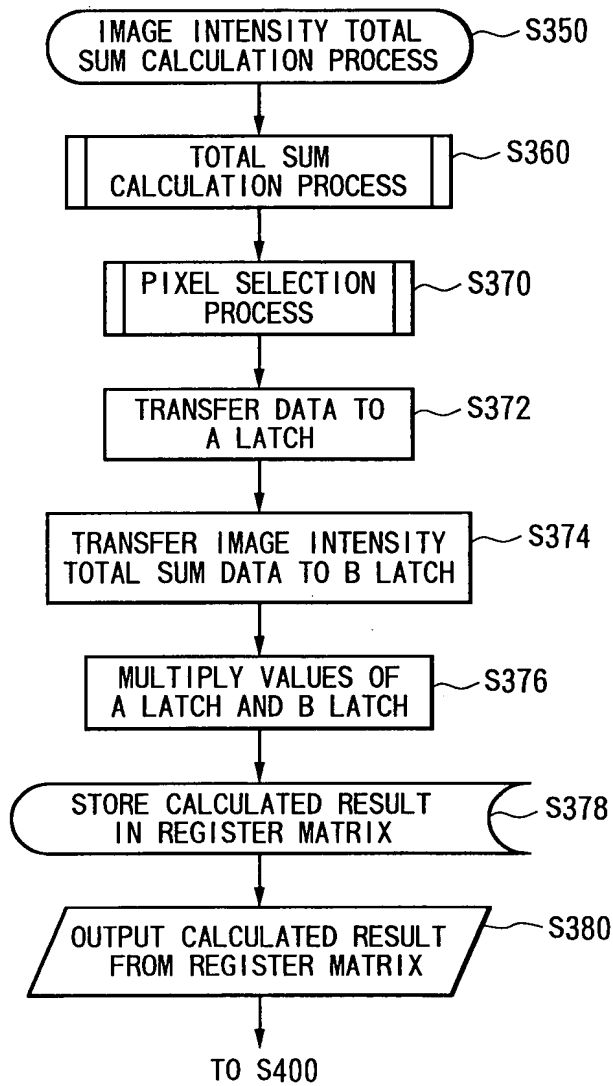 IMAGE INTENSITY TOTAL
SUM CALCULATION PROCESS
S350
TOTAL SUM
CALCULATION PROCESS
S360
PIXEL SELECTION
PROCESS
S370
TRANSFER DATA TO
A LATCH
S372
TRANSFER IMAGE INTENSITY
TOTAL SUM DATA TO B LATCH
S374
MULTIPLY VALUES OF
A LATCH AND B LATCH
S376
STORE CALCULATED RESULT
IN REGISTER MATRIX
S378
OUTPUT CALCULATED RESULT
FROM REGISTER MATRIX
S380
TO S400